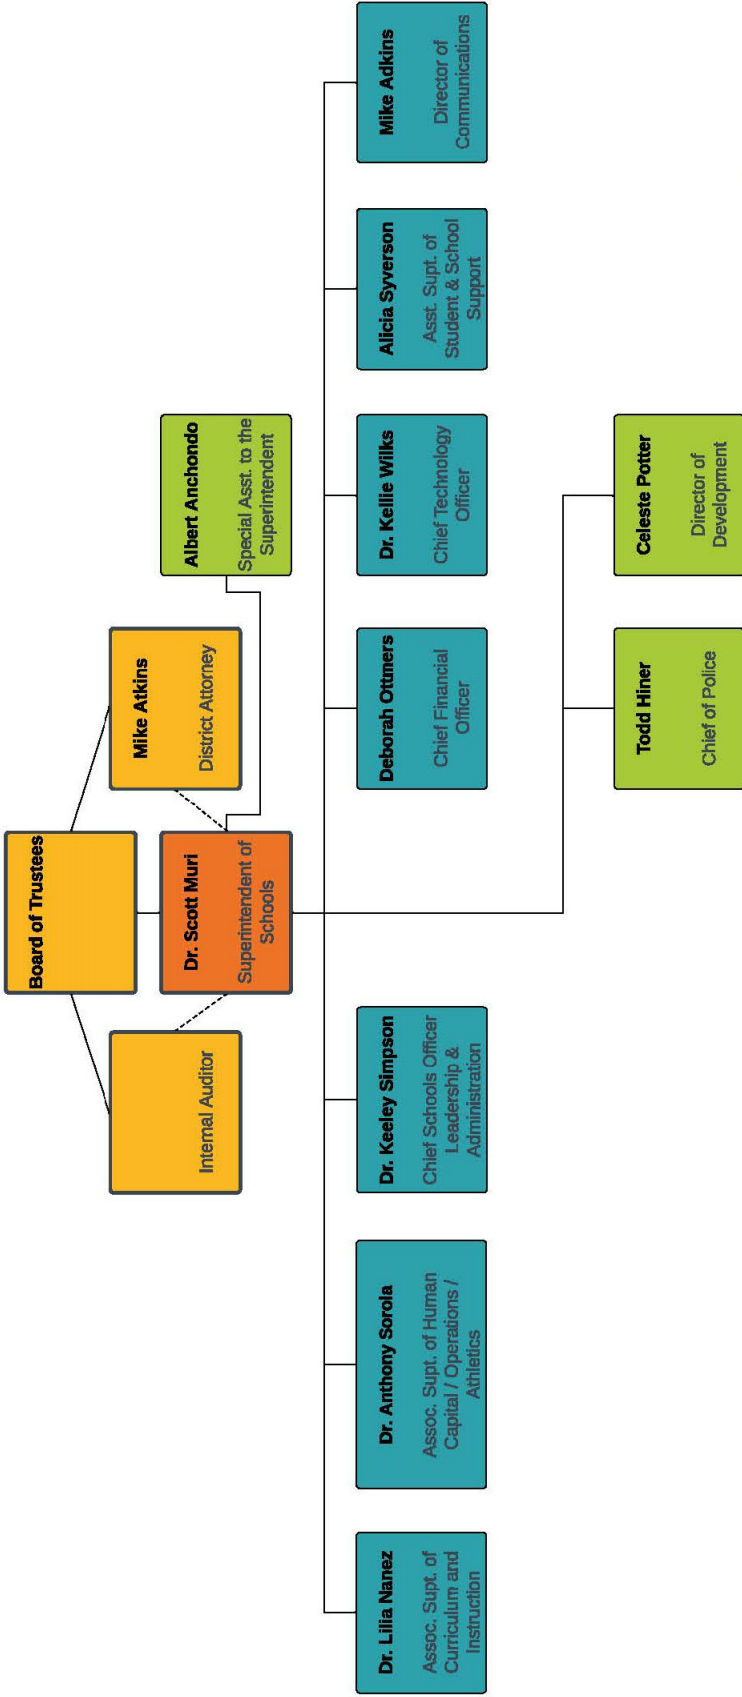 Board of Trustees
Internal Auditor
Mike Atkins
District Attorney
Dr. Scott Muri
Superintendent of
Schools
Albert Anchondo
Special Asst. to the
Superintendent
Dr. Lilia Nanez
Assoc. Supt. of
Curriculum and
Instruction
Dr. Anthony Sorola
Assoc. Supt. of Human
Capital / Operations /
Athletics
Dr. Keeley Simpson
Chief Schools Officer
Leadership &
Administration
Deborah Ottmers
Chief Financial
Officer
Dr. Kellie Wilks
Chief Technology
Officer
Alicia Syverson
Asst. Supt. of
Student & School
Support
Mike Adkins
Director of
Communications
Todd Hiner
Chief of Police
Celeste Potter
Director of
Development